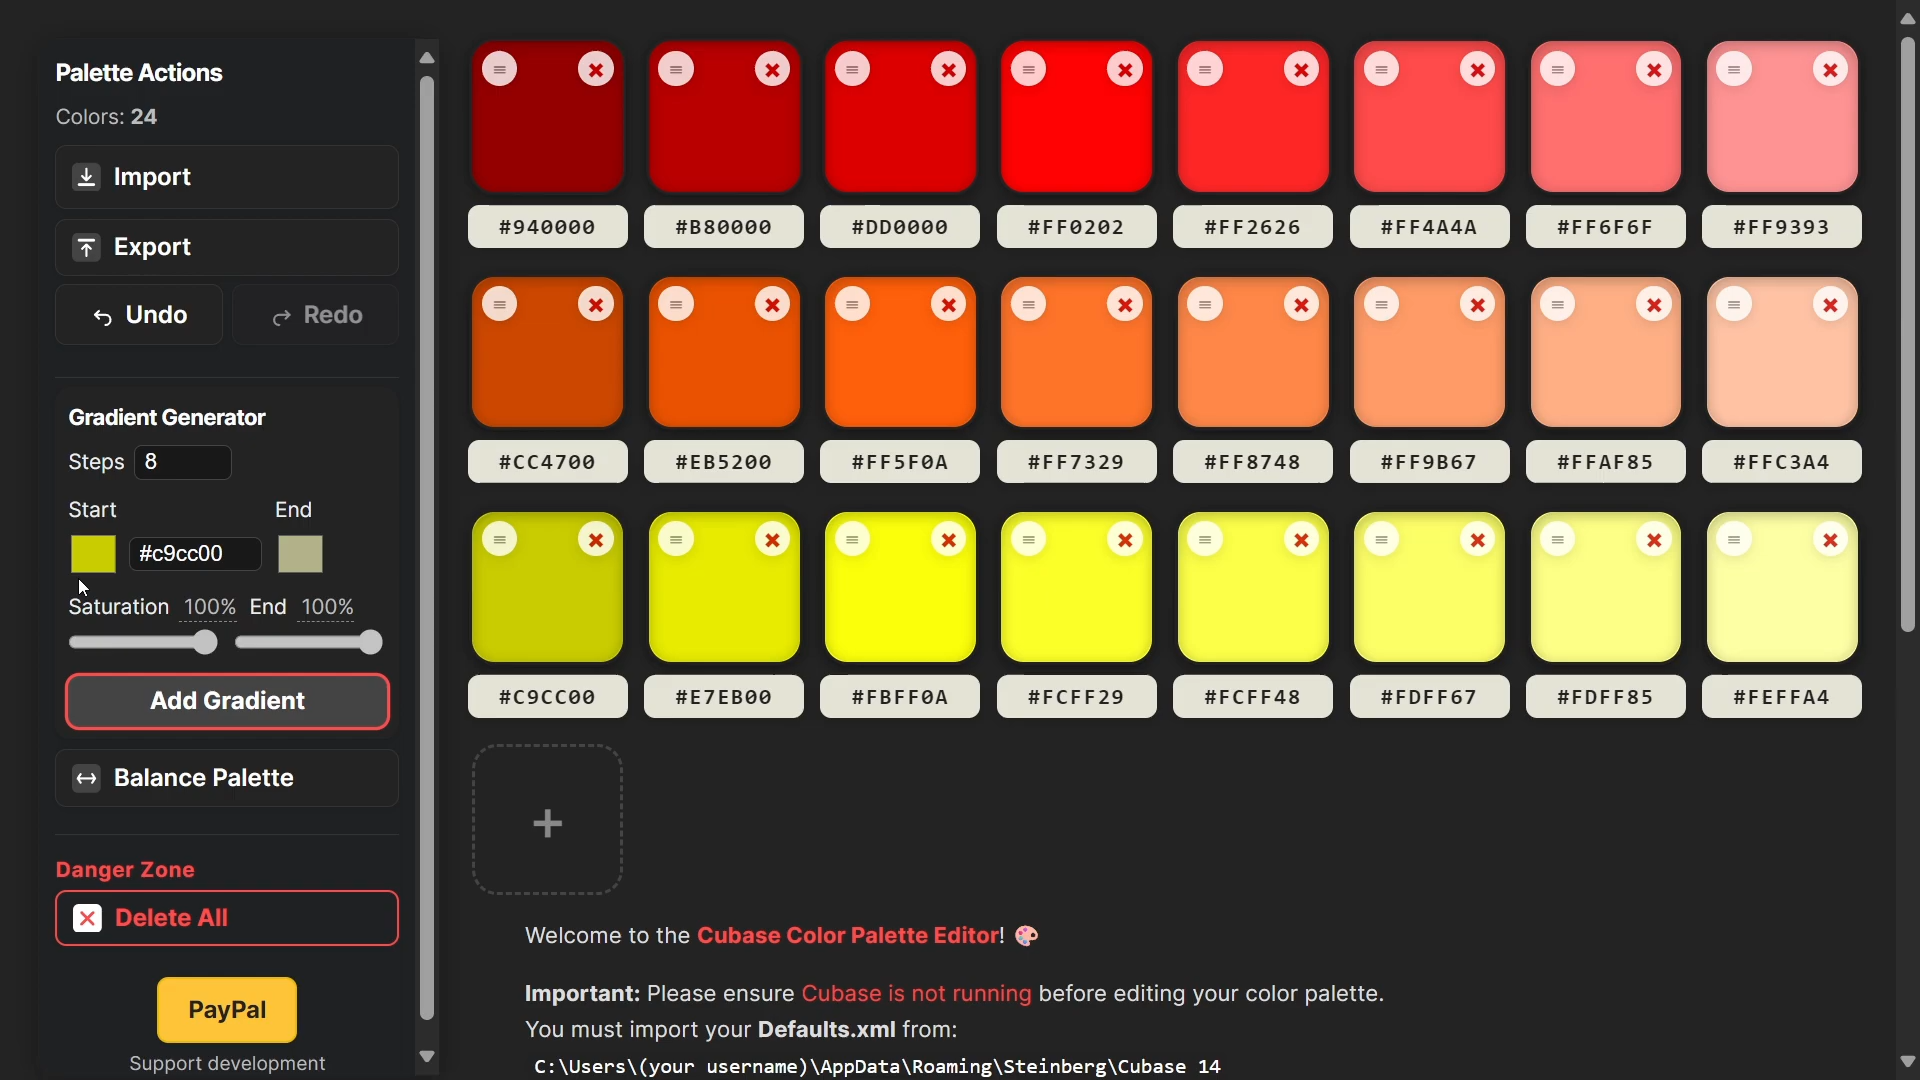 Palette Actions
Colors: 24
Import
Export
Undo Redo
Gradient Generator
Steps 8
Start End
#c9cc00
Saturation 100% End 100%
Add Gradient
Balance Palette
Danger Zone
Delete All
PayPal
Support development
#940000 #B80000 #DD0000 #FF0202 #FF2626 #FF4A4A #FF6F6F #FF9393
#CC4700 #EB5200 #FF5F0A #FF7329 #FF8748 #FF9B67 #FFAF85 #FFC3A4
#C9CC00 #E7EB00 #FBFF0A #FCFF29 #FCFF48 #FDFF67 #FDFF85 #FEFFA4
Welcome to the Cubase Color Palette Editor! 🎨
Important: Please ensure Cubase is not running before editing your color palette.
You must import your Defaults.xml from:
C:\Users\(your username)\AppData\Roaming\Steinberg\Cubase 14